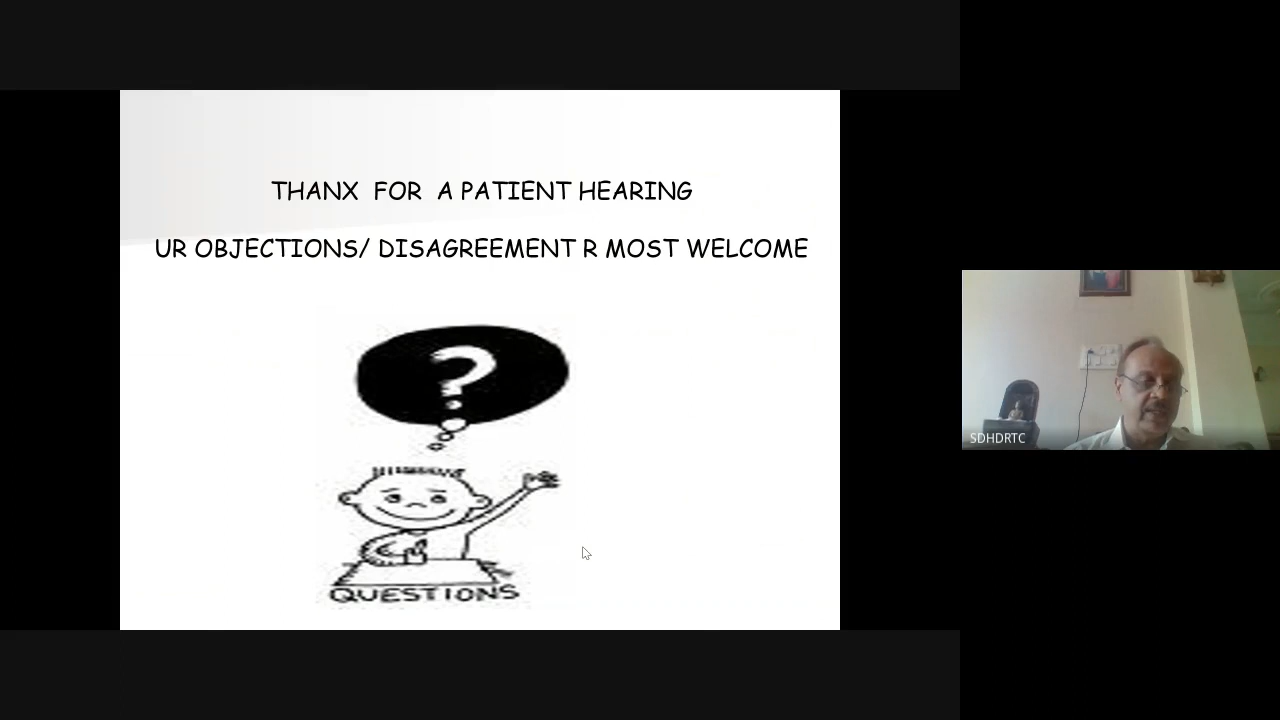 THANX FOR A PATIENT HEARING
UR OBJECTIONS/ DISAGREEMENT R MOST WELCOME
?
QUESTIONS
SDHDRTC